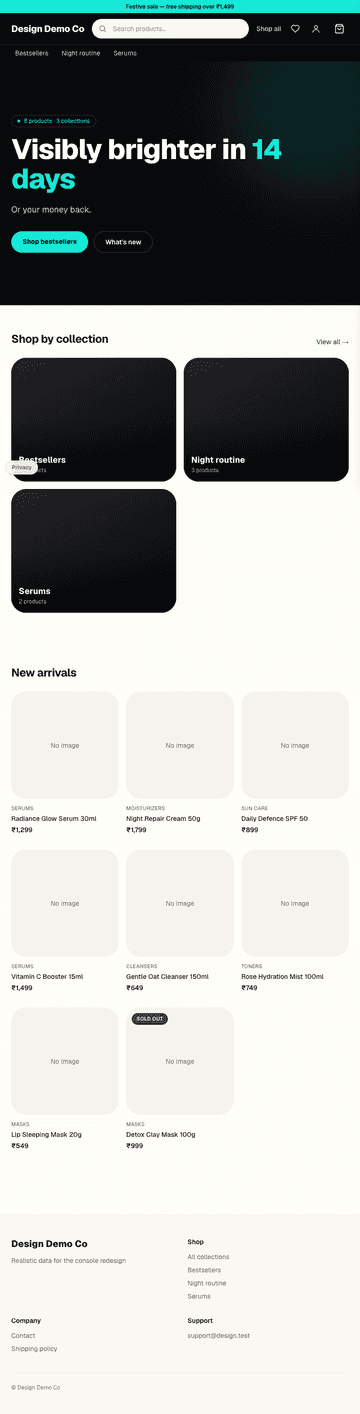 Festive sale — free shipping over ₹1,499
Design Demo Co
Search products...
Shop all
Bestsellers
Night routine
Serums
8 products · 3 collections
Visibly brighter in 14
days
Or your money back.
Shop bestsellers
What's new
Shop by collection
View all →
Bestsellers
Privacy
Night routine
3 products
Serums
2 products
New arrivals
No image
No image
No image
SERUMS
Radiance Glow Serum 30ml
₹1,299
MOISTURIZERS
Night Repair Cream 50g
₹1,799
SUN CARE
Daily Defence SPF 50
₹899
No image
No image
No image
SERUMS
Vitamin C Booster 15ml
₹1,499
CLEANSERS
Gentle Oat Cleanser 150ml
₹649
TONERS
Rose Hydration Mist 100ml
₹749
No image
SOLD OUT
No image
MASKS
Lip Sleeping Mask 20g
₹549
MASKS
Detox Clay Mask 100g
₹999
Design Demo Co
Realistic data for the console redesign
Shop
All collections
Bestsellers
Night routine
Serums
Company
Contact
Shipping policy
Support
support@design.test
© Design Demo Co